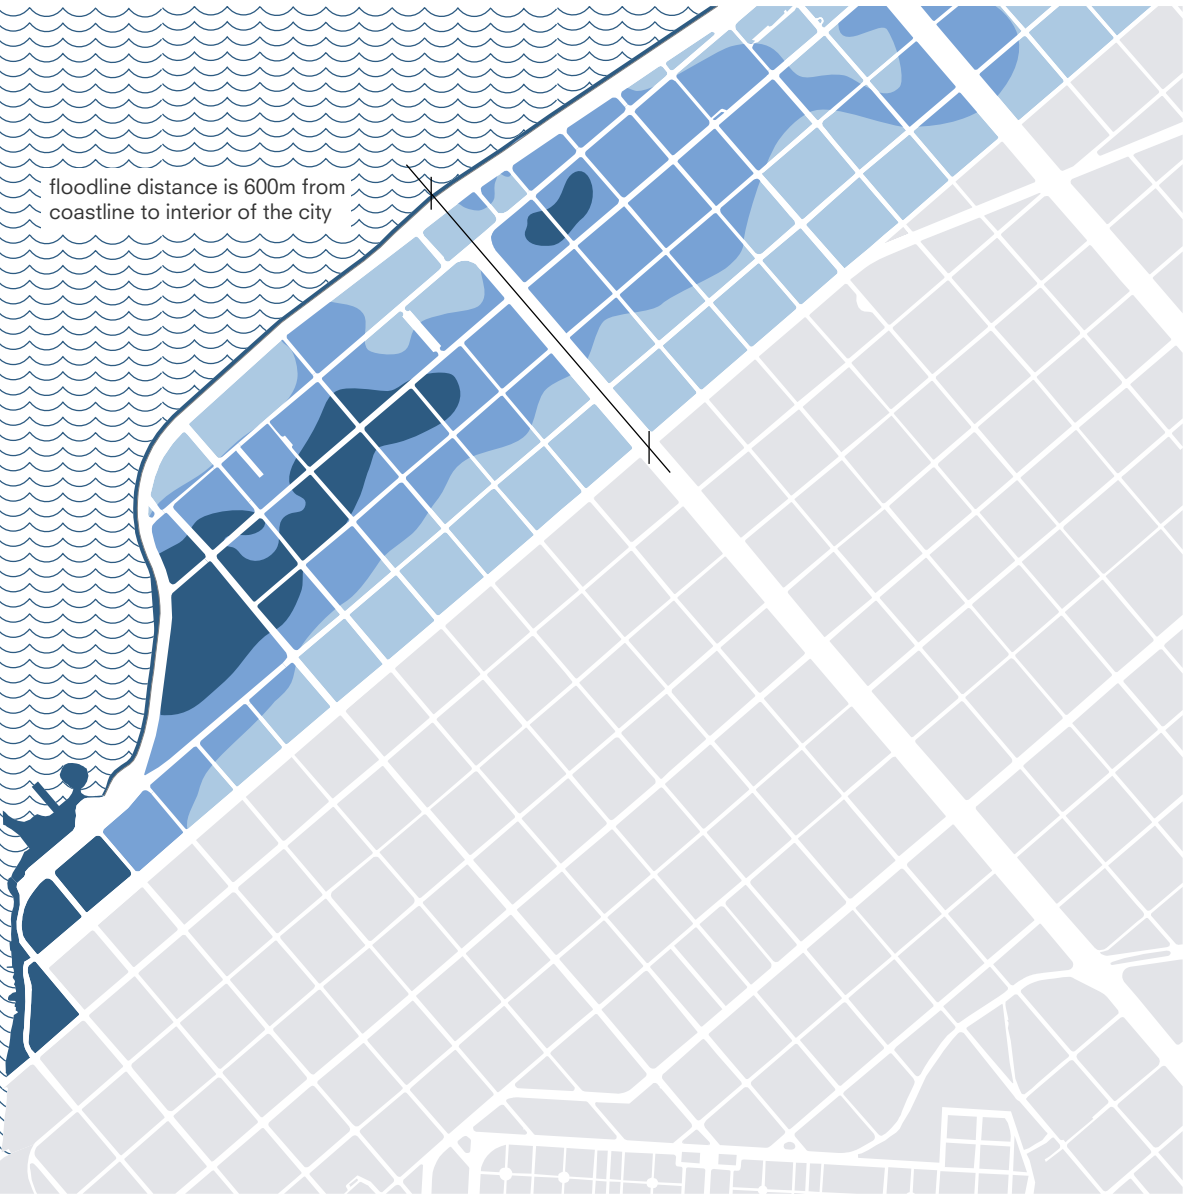 floodline distance is 600m from
coastline to interior of the city